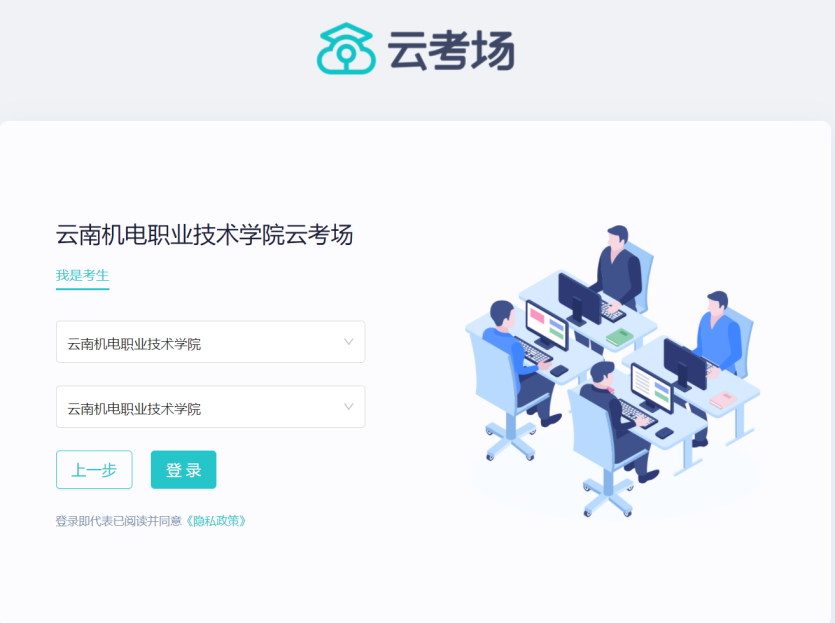 云考场
云南机电职业技术学院云考场
我是考生
云南机电职业技术学院
云南机电职业技术学院
上一步 登录
登录即代表已阅读并同意《隐私政策》